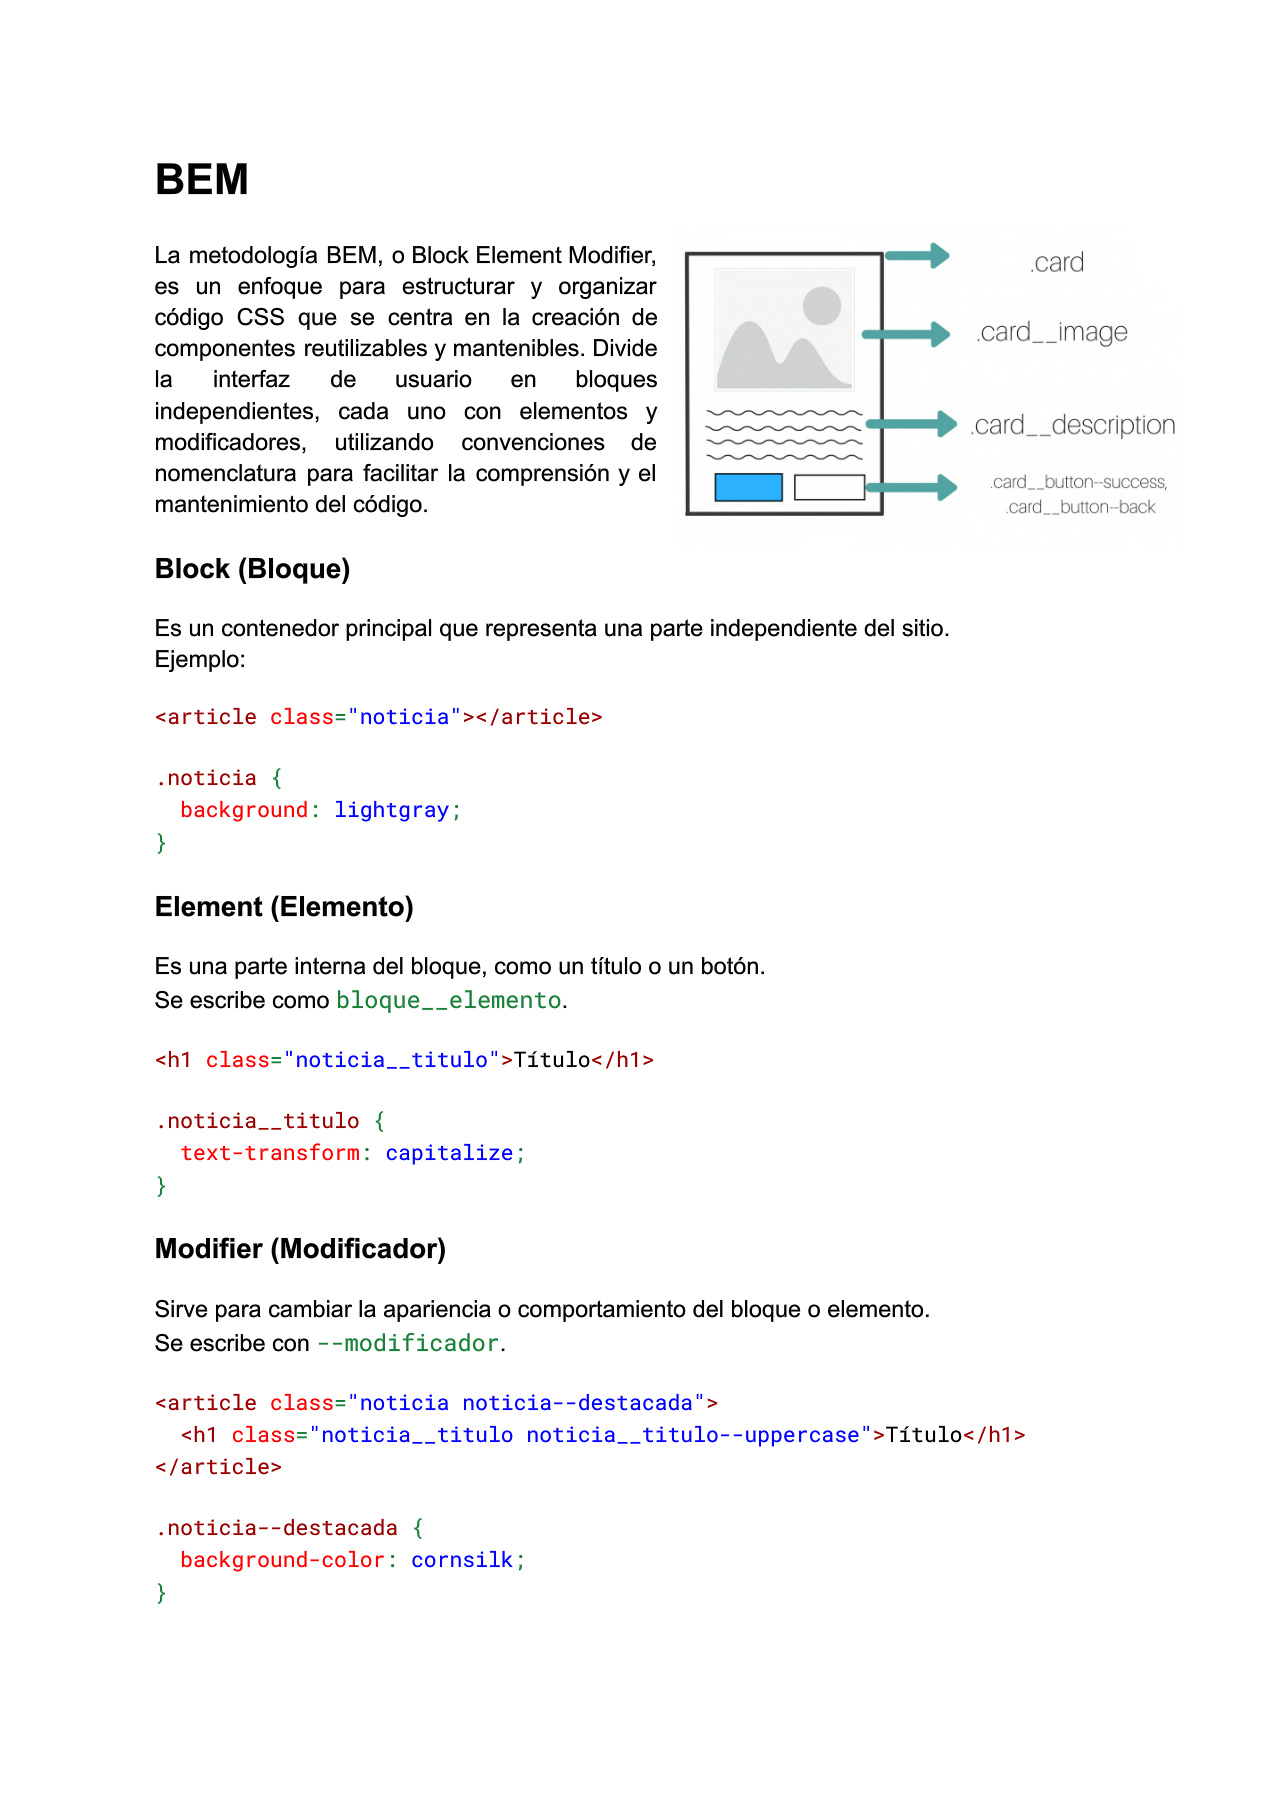 BEM
La metodología BEM, o Block Element Modifier,
es un enfoque para estructurar y organizar
código CSS que se centra en la creación de
componentes reutilizables y mantenibles. Divide
la interfaz de usuario en bloques
independientes, cada uno con elementos y
modificadores, utilizando convenciones de
nomenclatura para facilitar la comprensión y el
mantenimiento del código.
.card
.card__image
.card__description
.card__button--success,
.card__button--back
Block (Bloque)
Es un contenedor principal que representa una parte independiente del sitio.
Ejemplo:
<article class="noticia"></article>
.noticia {
  background: lightgray;
}
Element (Elemento)
Es una parte interna del bloque, como un título o un botón.
Se escribe como bloque__elemento.
<h1 class="noticia__titulo">Título</h1>
.noticia__titulo {
  text-transform: capitalize;
}
Modifier (Modificador)
Sirve para cambiar la apariencia o comportamiento del bloque o elemento.
Se escribe con --modificador.
<article class="noticia noticia--destacada">
  <h1 class="noticia__titulo noticia__titulo--uppercase">Título</h1>
</article>
.noticia--destacada {
  background-color: cornsilk;
}